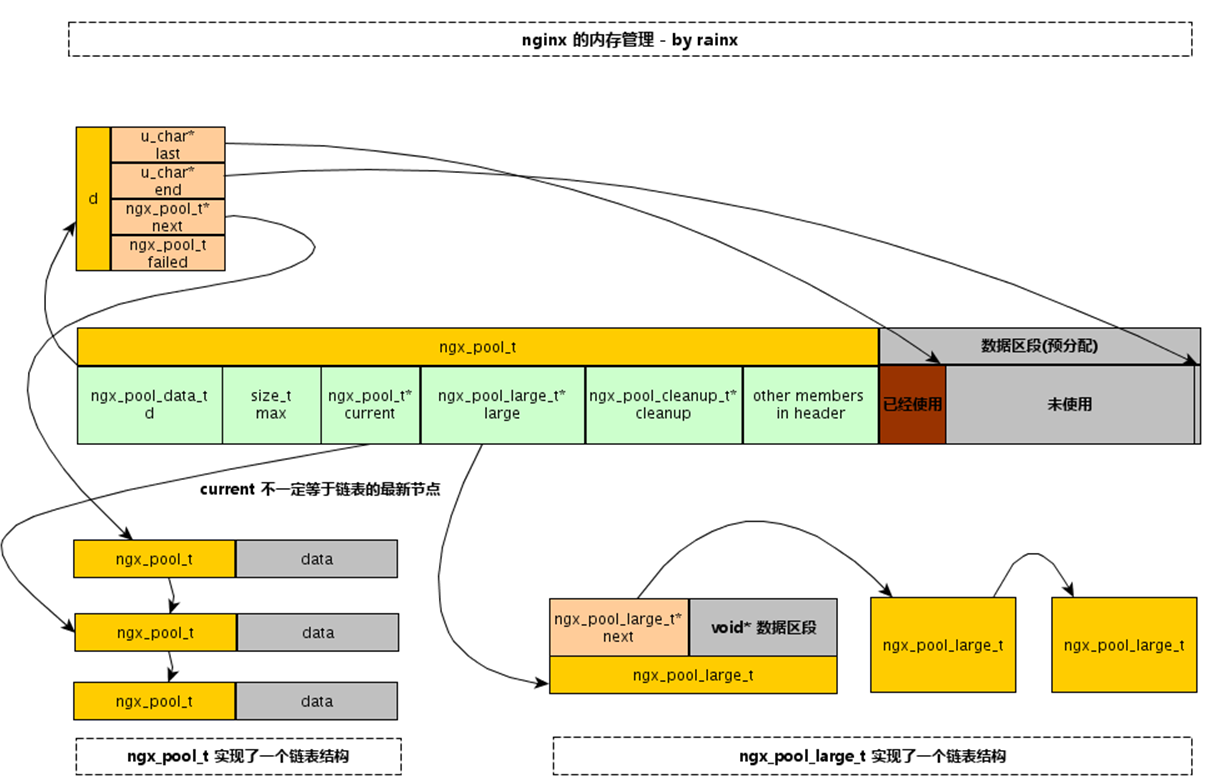 nginx 的内存管理 - by rainx
d
u_char*
last
u_char*
end
ngx_pool_t*
next
ngx_pool_t
failed
ngx_pool_t
数据区段(预分配)
ngx_pool_data_t
d
size_t
max
ngx_pool_t*
current
ngx_pool_large_t*
large
ngx_pool_cleanup_t*
cleanup
other members
in header
已经使用
未使用
current 不一定等于链表的最新节点
ngx_pool_t
data
ngx_pool_t
data
ngx_pool_t
data
ngx_pool_large_t*
next
void* 数据区段
ngx_pool_large_t
ngx_pool_large_t
ngx_pool_large_t
ngx_pool_t 实现了一个链表结构
ngx_pool_large_t 实现了一个链表结构